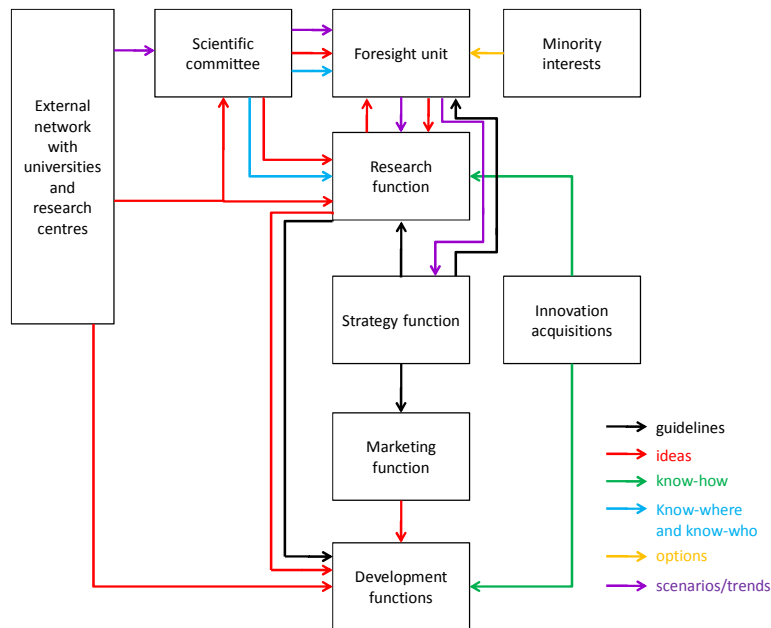 Scientific
committee
Foresight unit
Minority
interests
External
network
with
universities
and
research
centres
Research
function
Strategy function
Innovation
acquisitions
Marketing
function
Development
functions
guidelines
ideas
know-how
Know-where
and know-who
options
scenarios/trends